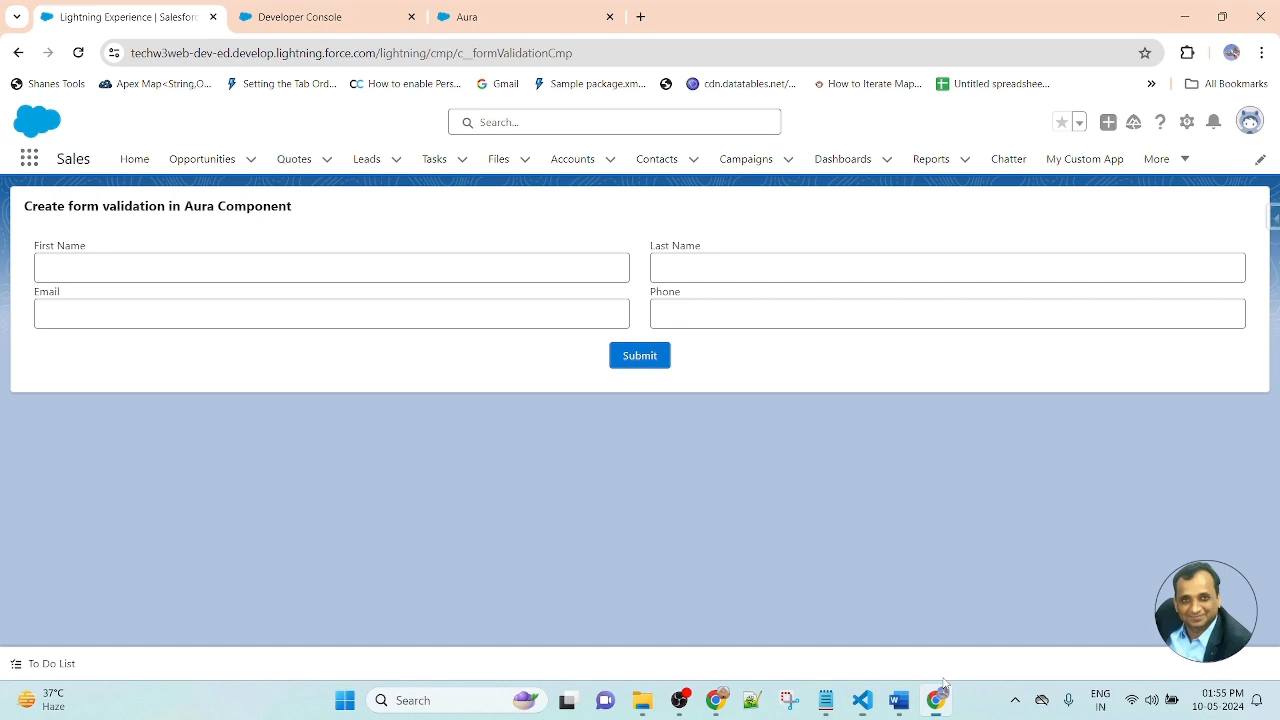 Lightning Experience | Salesforc
Developer Console
Aura
techw3web-dev-ed.develop.lightning.force.com/lightning/cmp/c__formValidationCmp
Shanes Tools
Apex Map<String,O...
Setting the Tab Ord...
CC How to enable Pers...
Gmail
Sample package.xm...
cdn.datatables.net/...
How to Iterate Map...
Untitled spreadshee...
All Bookmarks
Search...
Sales
Home
Opportunities
Quotes
Leads
Tasks
Files
Accounts
Contacts
Campaigns
Dashboards
Reports
Chatter
My Custom App
More
Create form validation in Aura Component
First Name
Last Name
Email
Phone
Submit
To Do List
37°C
Haze
Search
ENG
IN
01:55 PM
10-05-2024